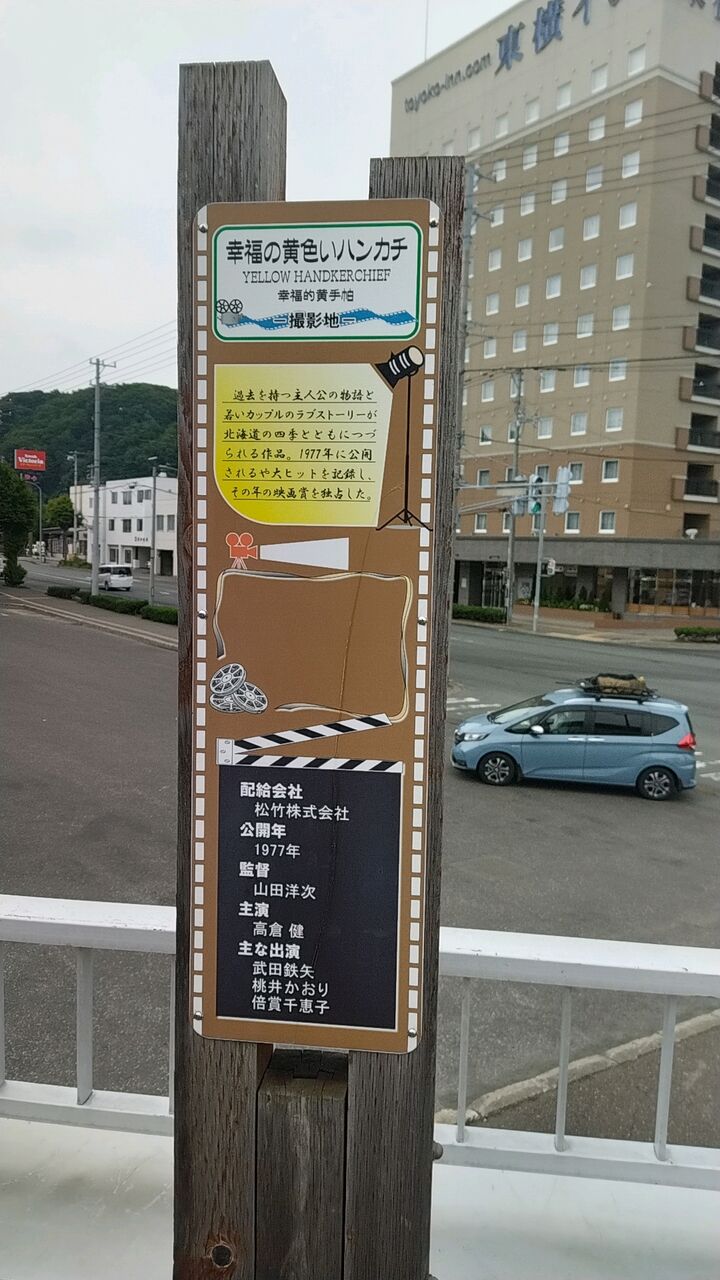 東横イン
toyoko-inn.com
幸福の黄色いハンカチ
YELLOW HANDKERCHIEF
幸福的黄手帕
撮影地
過去を持つ主人公の物語と
若いカップルのラブストーリーが
北海道の四季とともにつづ
られる作品。1977年に公開
されるや大ヒットを記録し、
その年の映画賞を独占した。
Victoria
配給会社
松竹株式会社
公開年
1977年
監督
山田洋次
主演
高倉 健
主な出演
武田鉄矢
桃井かおり
倍賞千恵子